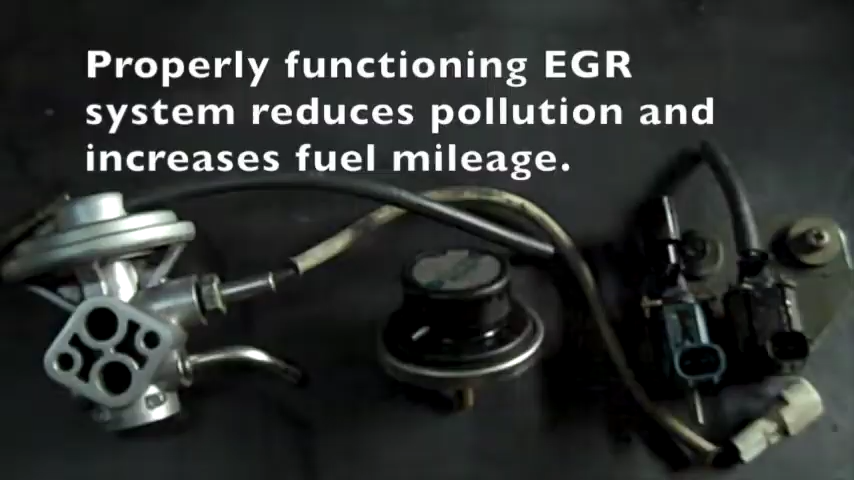 Properly functioning EGR
system reduces pollution and
increases fuel mileage.